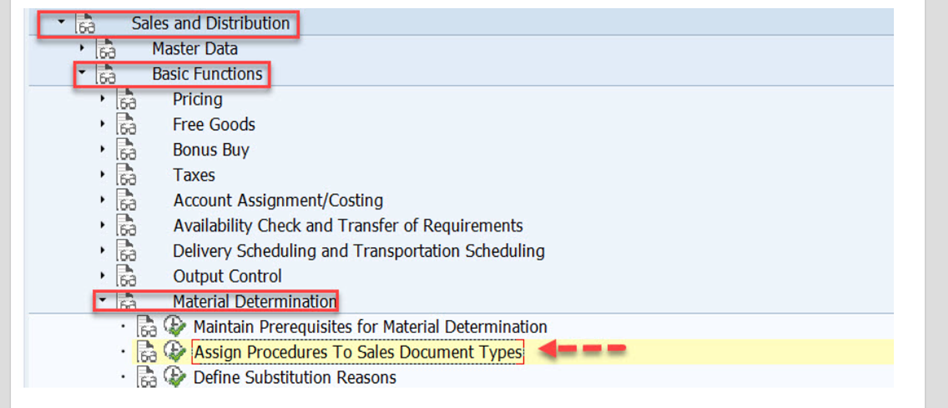 Sales and Distribution
Master Data
Basic Functions
Pricing
Free Goods
Bonus Buy
Taxes
Account Assignment/Costing
Availability Check and Transfer of Requirements
Delivery Scheduling and Transportation Scheduling
Output Control
Material Determination
Maintain Prerequisites for Material Determination
Assign Procedures To Sales Document Types
Define Substitution Reasons